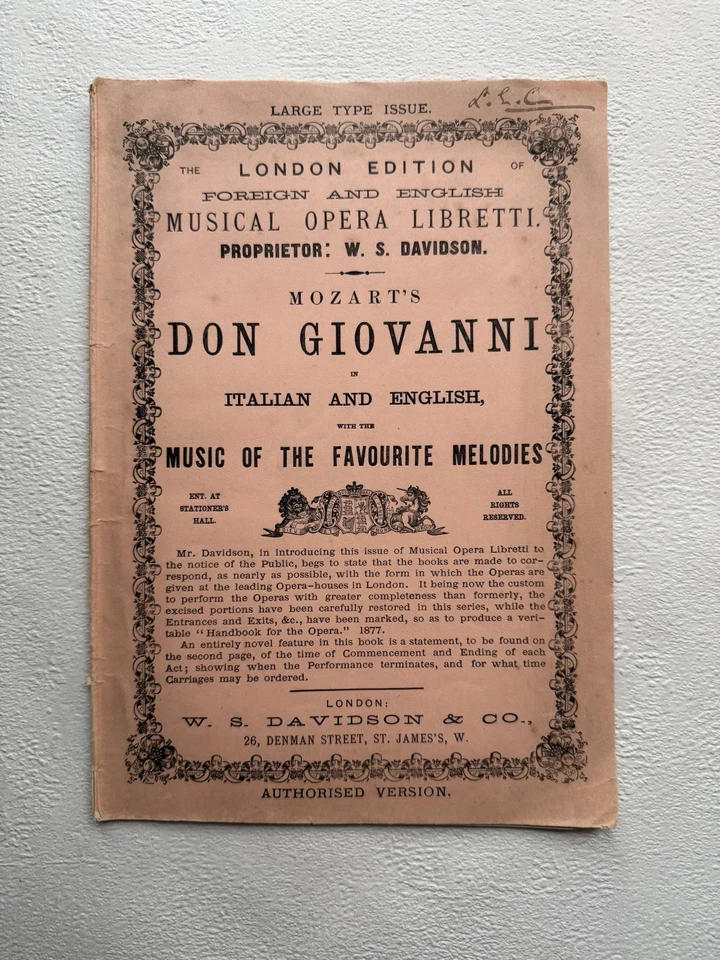 LARGE TYPE ISSUE.
THE LONDON EDITION OF
FOREIGN AND ENGLISH
MUSICAL OPERA LIBRETTI.
PROPRIETOR: W. S. DAVIDSON.
MOZART'S
DON GIOVANNI
IN
ITALIAN AND ENGLISH,
WITH THE
MUSIC OF THE FAVOURITE MELODIES
ENT. AT
STATIONER'S
HALL.
ALL
RIGHTS
RESERVED.
Mr. Davidson, in introducing this issue of Musical Opera Libretti to
the notice of the Public, begs to state that the books are made to cor-
respond, as nearly as possible, with the form in which the Operas are
given at the leading Opera-houses in London. It being now the custom
to perform the Operas with greater completeness than formerly, the
excised portions have been carefully restored in this series, while the
Entrances and Exits, &c., have been marked, so as to produce a veri-
table "Handbook for the Opera." 1877.
An entirely novel feature in this book is a statement, to be found on
the second page, of the time of Commencement and Ending of each
Act; showing when the Performance terminates, and for what time
Carriages may be ordered.
LONDON:
W. S. DAVIDSON & CO.,
26, DENMAN STREET, ST. JAMES'S, W.
AUTHORISED VERSION.